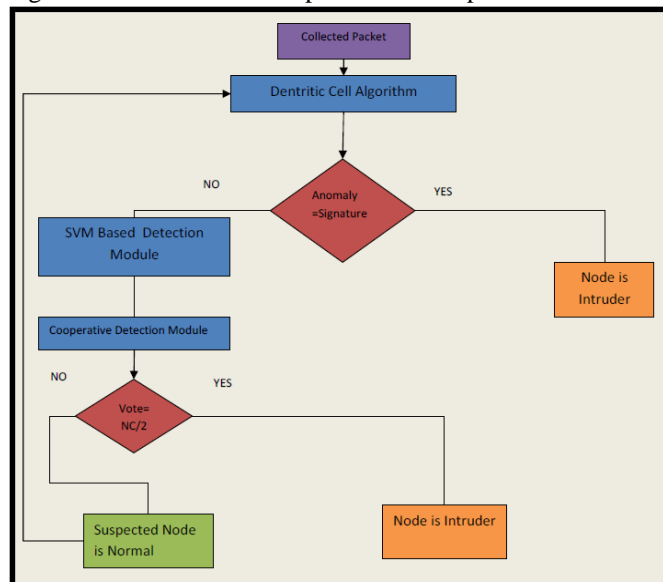 Collected Packet
Dentritic Cell Algorithm
NO
YES
Anomaly
=Signature
SVM Based Detection
Module
Node is
Intruder
Cooperative Detection Module
NO
YES
Vote=
NC/2
Suspected Node
is Normal
Node is Intruder